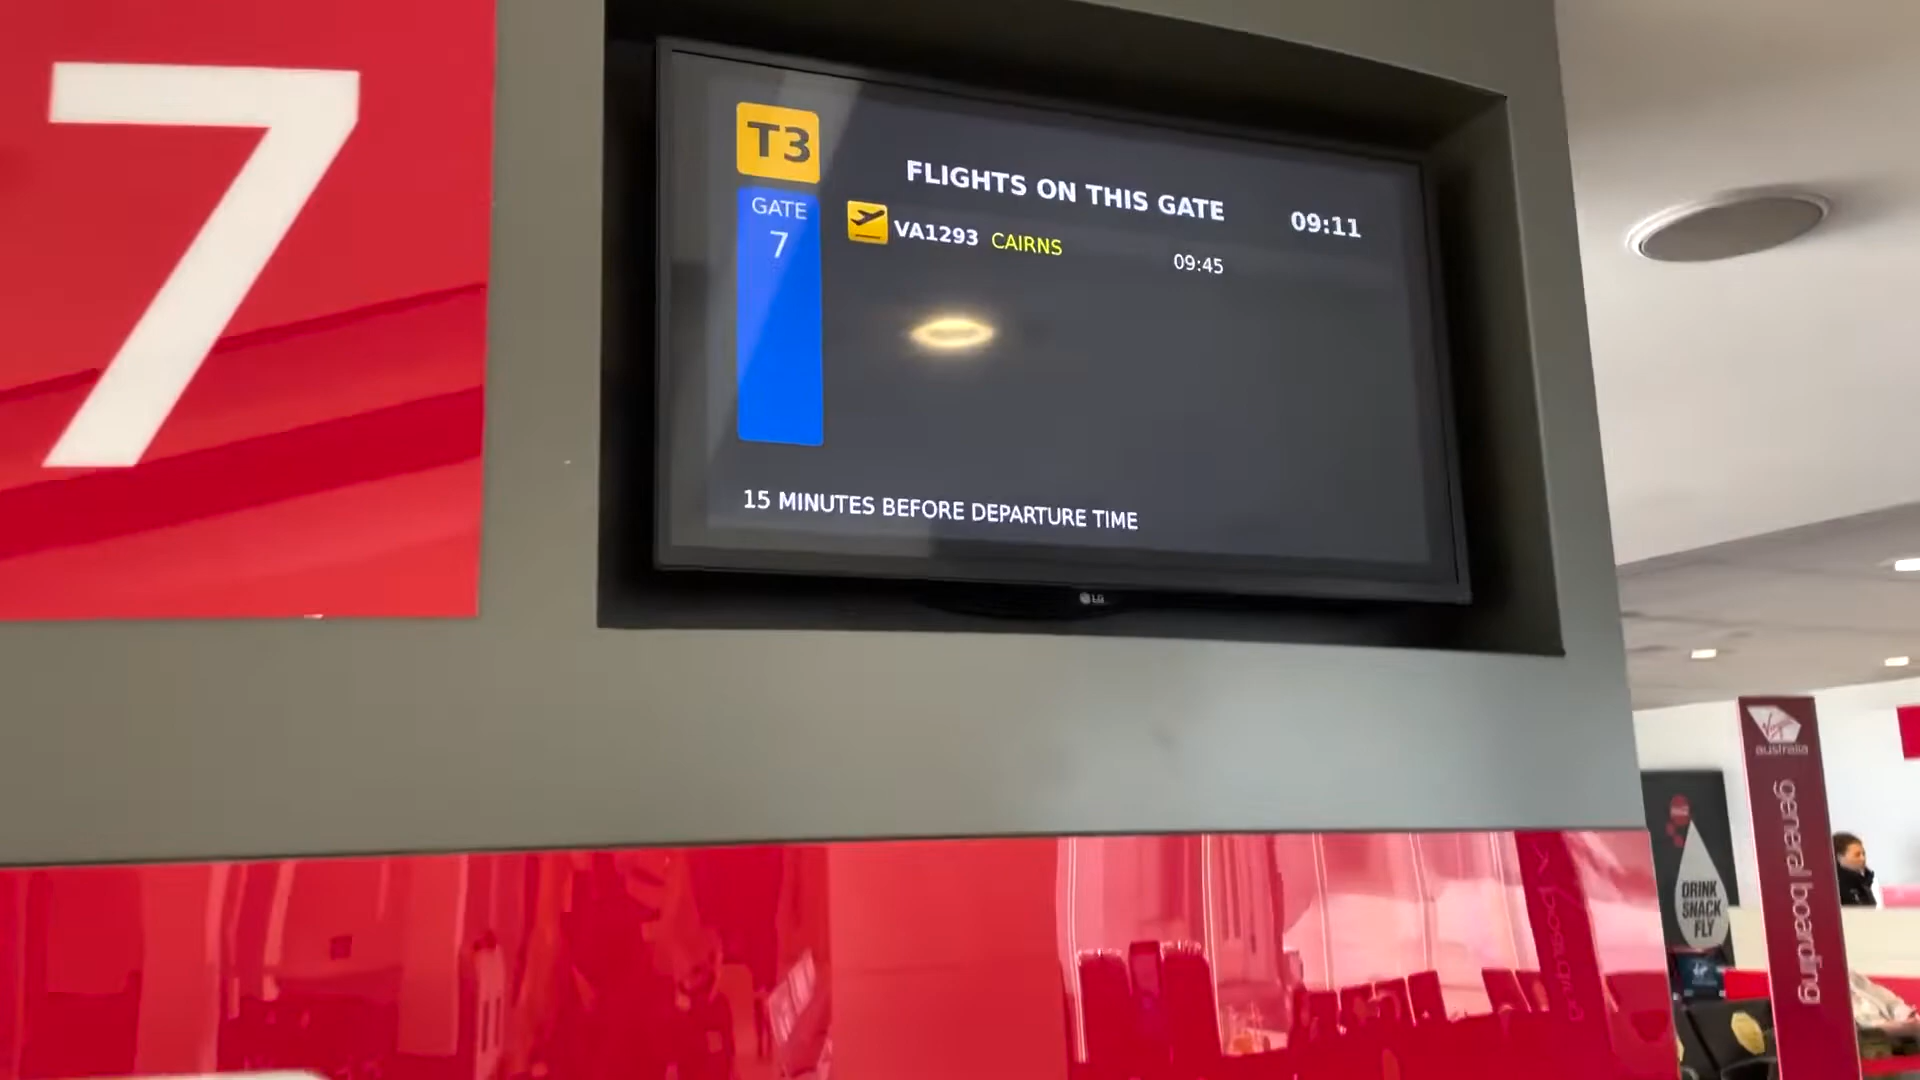 7
T3
FLIGHTS ON THIS GATE
09:11
GATE
7
VA1293 CAIRNS 09:45
15 MINUTES BEFORE DEPARTURE TIME
LG
Virgin
australia
general boarding
DRINK
SNACK
FLY